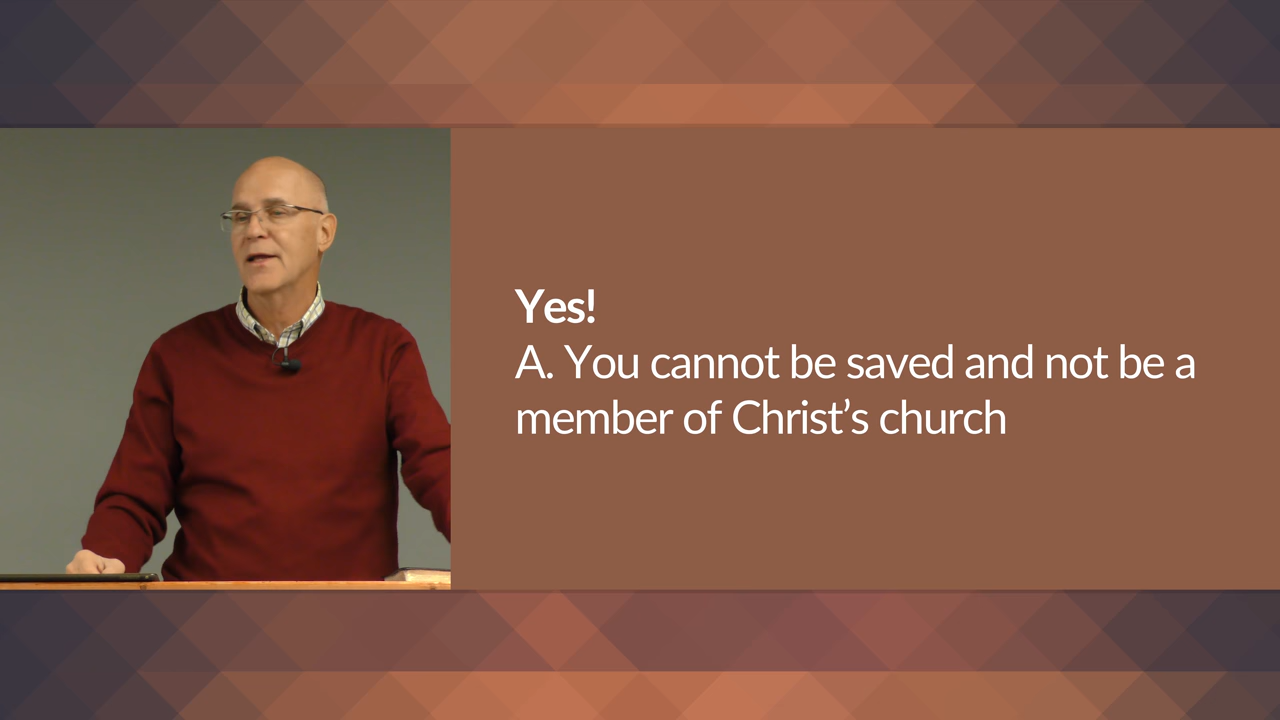 Yes!
A. You cannot be saved and not be a
member of Christ’s church